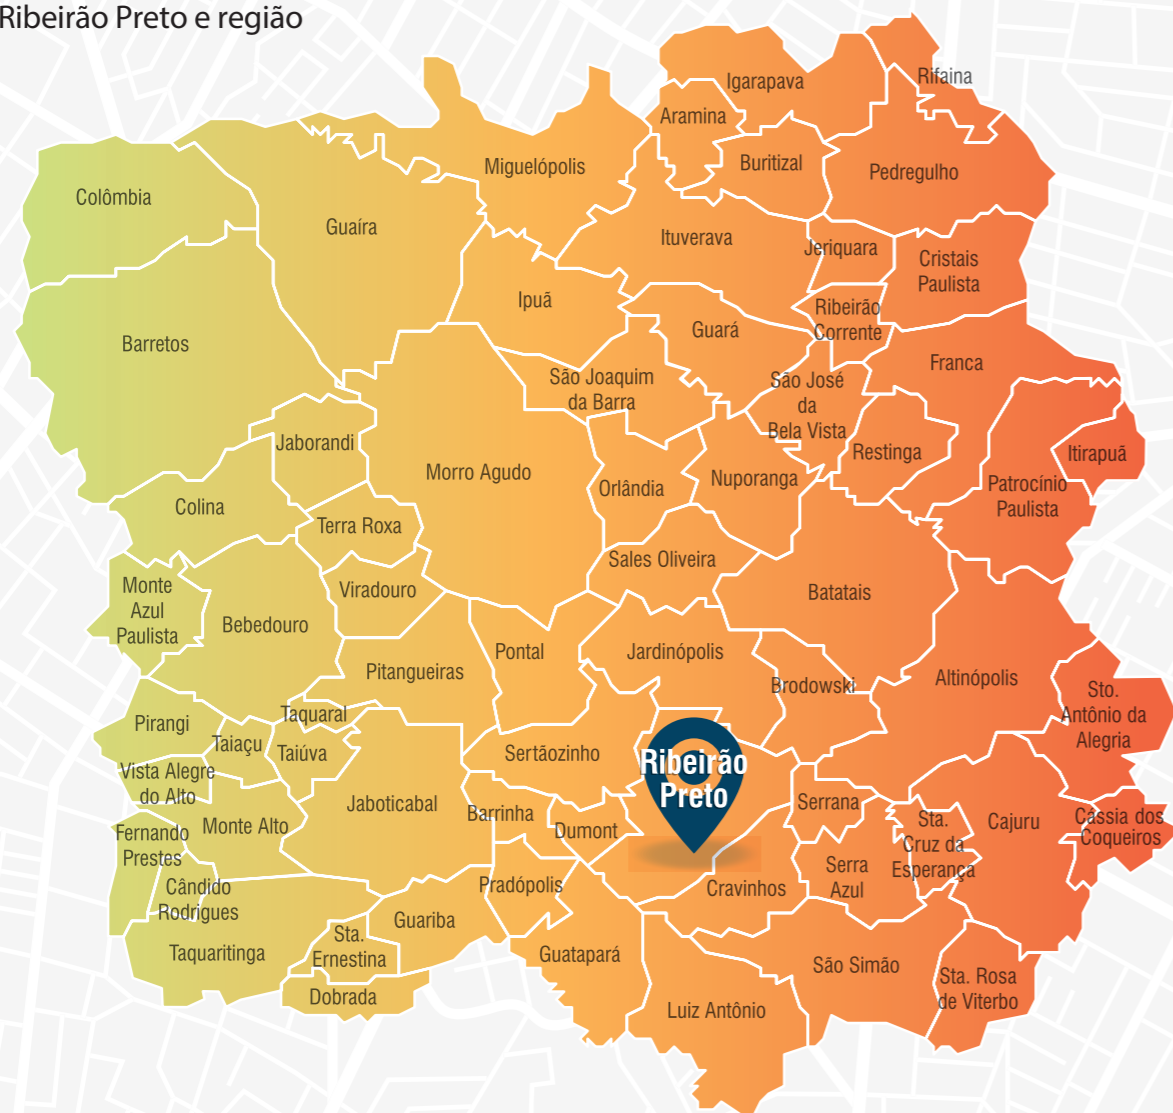 Ribeirão Preto e região
Igarapava
Rifaina
Aramina
Miguelópolis
Buritizal
Pedregulho
Colômbia
Guaíra
Ituverava
Jeriquara
Cristais
Paulista
Ipuã
Ribeirão
Corrente
Barretos
Guará
Franca
São Joaquim
da Barra
São José
da
Bela Vista
Jaborandi
Morro Agudo
Restinga
Itirapuã
Orlândia
Nuporanga
Patrocínio
Paulista
Colina
Terra Roxa
Sales Oliveira
Monte
Azul
Paulista
Viradouro
Batatais
Bebedouro
Pontal
Jardinópolis
Pitangueiras
Brodowski
Altinópolis
Sto.
Antônio da
Alegria
Pirangi
Taquaral
Taiaçu
Taiúva
Sertãozinho
Ribeirão
Preto
Vista Alegre
do Alto
Jaboticabal
Barrinha
Serrana
Dumont
Sta.
Cruz da
Esperança
Cajuru
Cássia dos
Coqueiros
Fernando
Prestes
Monte Alto
Serra
Azul
Cândido
Rodrigues
Pradópolis
Cravinhos
Guariba
Sta.
Ernestina
Taquaritinga
Guatapará
São Simão
Sta. Rosa
de Viterbo
Dobrada
Luiz Antônio